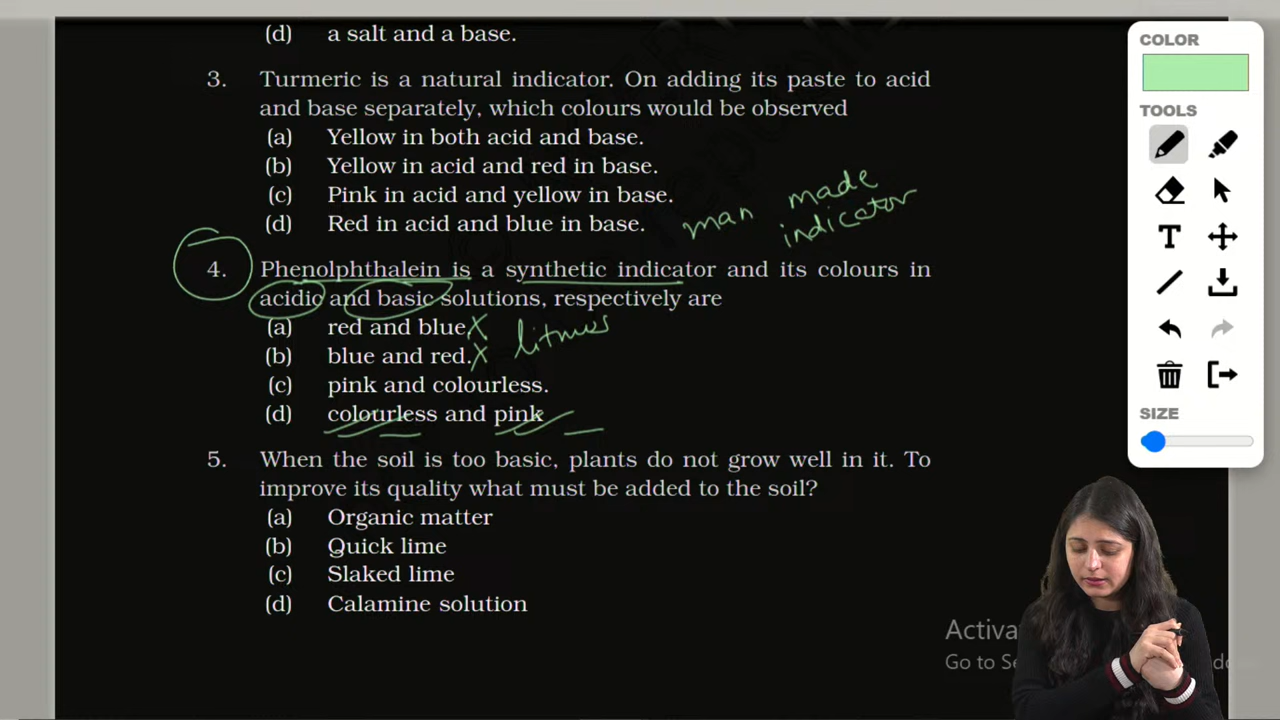 (d) a salt and a base.
3. Turmeric is a natural indicator. On adding its paste to acid
and base separately, which colours would be observed
(a) Yellow in both acid and base.
(b) Yellow in acid and red in base.
(c) Pink in acid and yellow in base.
(d) Red in acid and blue in base.
man made
indicator
4. Phenolphthalein is a synthetic indicator and its colours in
acidic and basic solutions, respectively are
(a) red and blue. X
(b) blue and red. X
litmus
(c) pink and colourless.
(d) colourless and pink
5. When the soil is too basic, plants do not grow well in it. To
improve its quality what must be added to the soil?
(a) Organic matter
(b) Quick lime
(c) Slaked lime
(d) Calamine solution
COLOR
TOOLS
T
SIZE
Activa
Go to Se